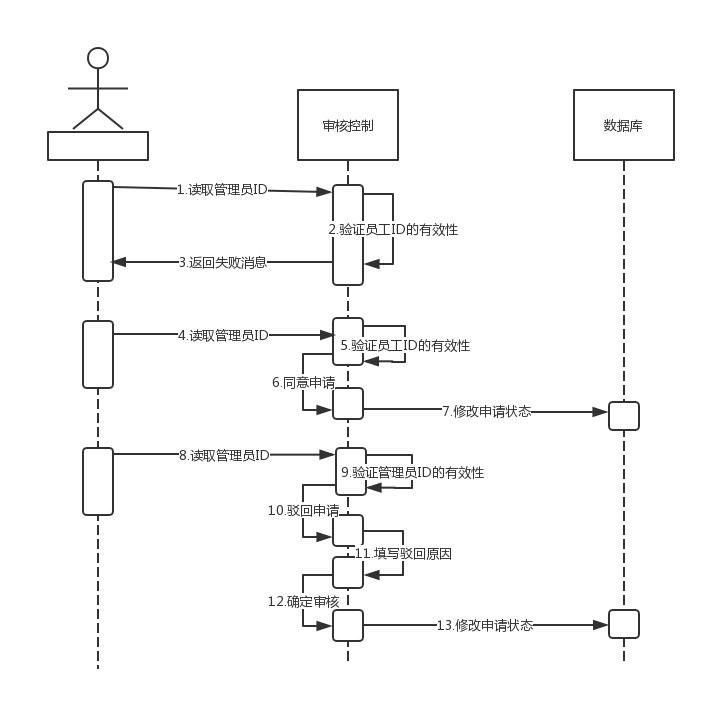 审核控制
数据库
1.读取管理员ID
2.验证员工ID的有效性
3.返回失败消息
4.读取管理员ID
5.验证员工ID的有效性
6.同意申请
7.修改申请状态
8.读取管理员ID
9.验证管理员ID的有效性
10.驳回申请
11.填写驳回原因
12.确定审核
13.修改申请状态